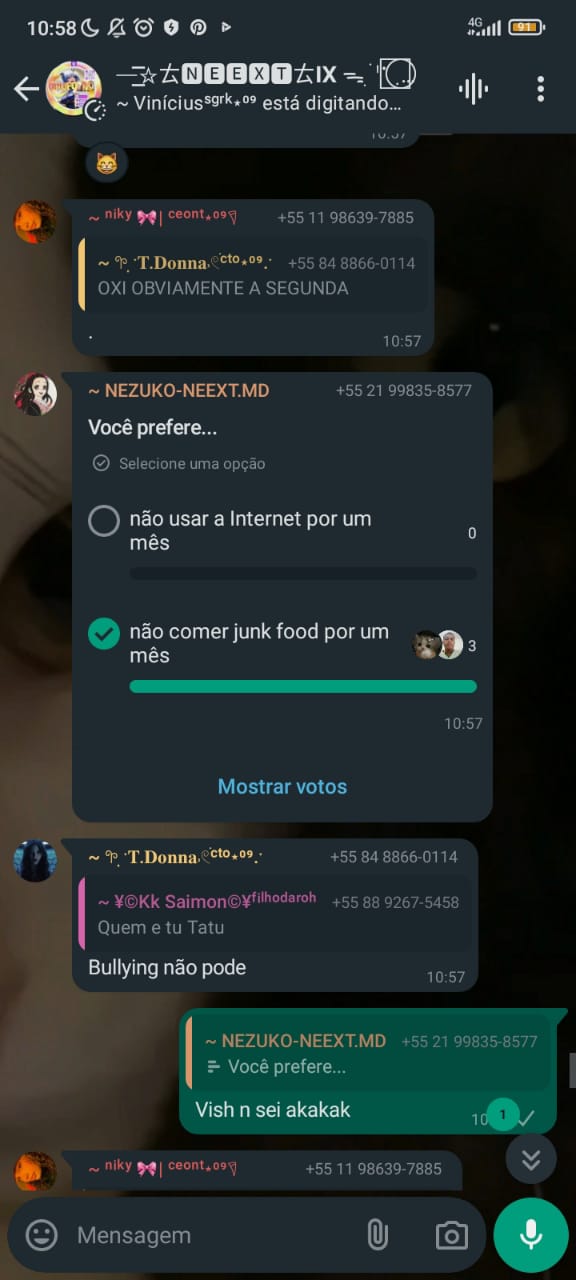 10:58
4G
91
NEEXT IX
~ Viníciusˢᵍʳᵏ⋆⁰⁹ está digitando...
10:57
~ ⁿⁱᵏʸ 🎀| ᶜᵉᵒⁿᵗ⋆⁰⁹ +55 11 98639-7885
~ T.Donna ᶜᵗᵒ⋆⁰⁹ +55 84 8866-0114
OXI OBVIAMENTE A SEGUNDA
.
10:57
~ NEZUKO-NEEXT.MD +55 21 99835-8577
Você prefere...
Selecione uma opção
não usar a Internet por um
mês
0
não comer junk food por um
mês
3
10:57
Mostrar votos
~ T.Donna ᶜᵗᵒ⋆⁰⁹ +55 84 8866-0114
~ ¥©Kk Saimon©¥ᶠⁱˡʰᵒᵈᵃʳᵒʰ +55 88 9267-5458
Quem e tu Tatu
Bullying não pode
10:57
~ NEZUKO-NEEXT.MD +55 21 99835-8577
Você prefere...
Vish n sei akakak
10
1
~ ⁿⁱᵏʸ 🎀| ᶜᵉᵒⁿᵗ⋆⁰⁹ +55 11 98639-7885
Mensagem